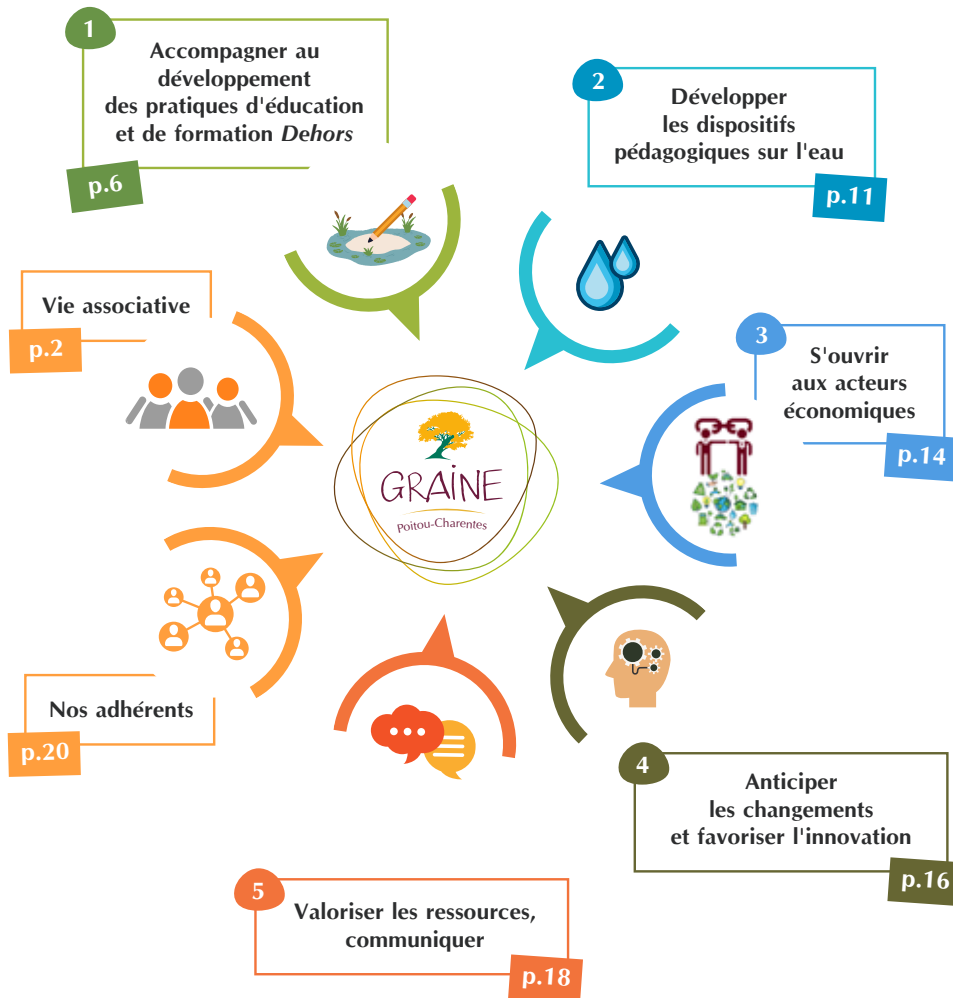 1
Accompagner au
développement
des pratiques d'éducation
et de formation Dehors
p.6
2
Développer
les dispositifs
pédagogiques sur l'eau
p.11
Vie associative
p.2
3
S'ouvrir
aux acteurs
économiques
p.14
GRAINE
Poitou-Charentes
Nos adhérents
p.20
4
Anticiper
les changements
et favoriser l'innovation
p.16
5
Valoriser les ressources,
communiquer
p.18